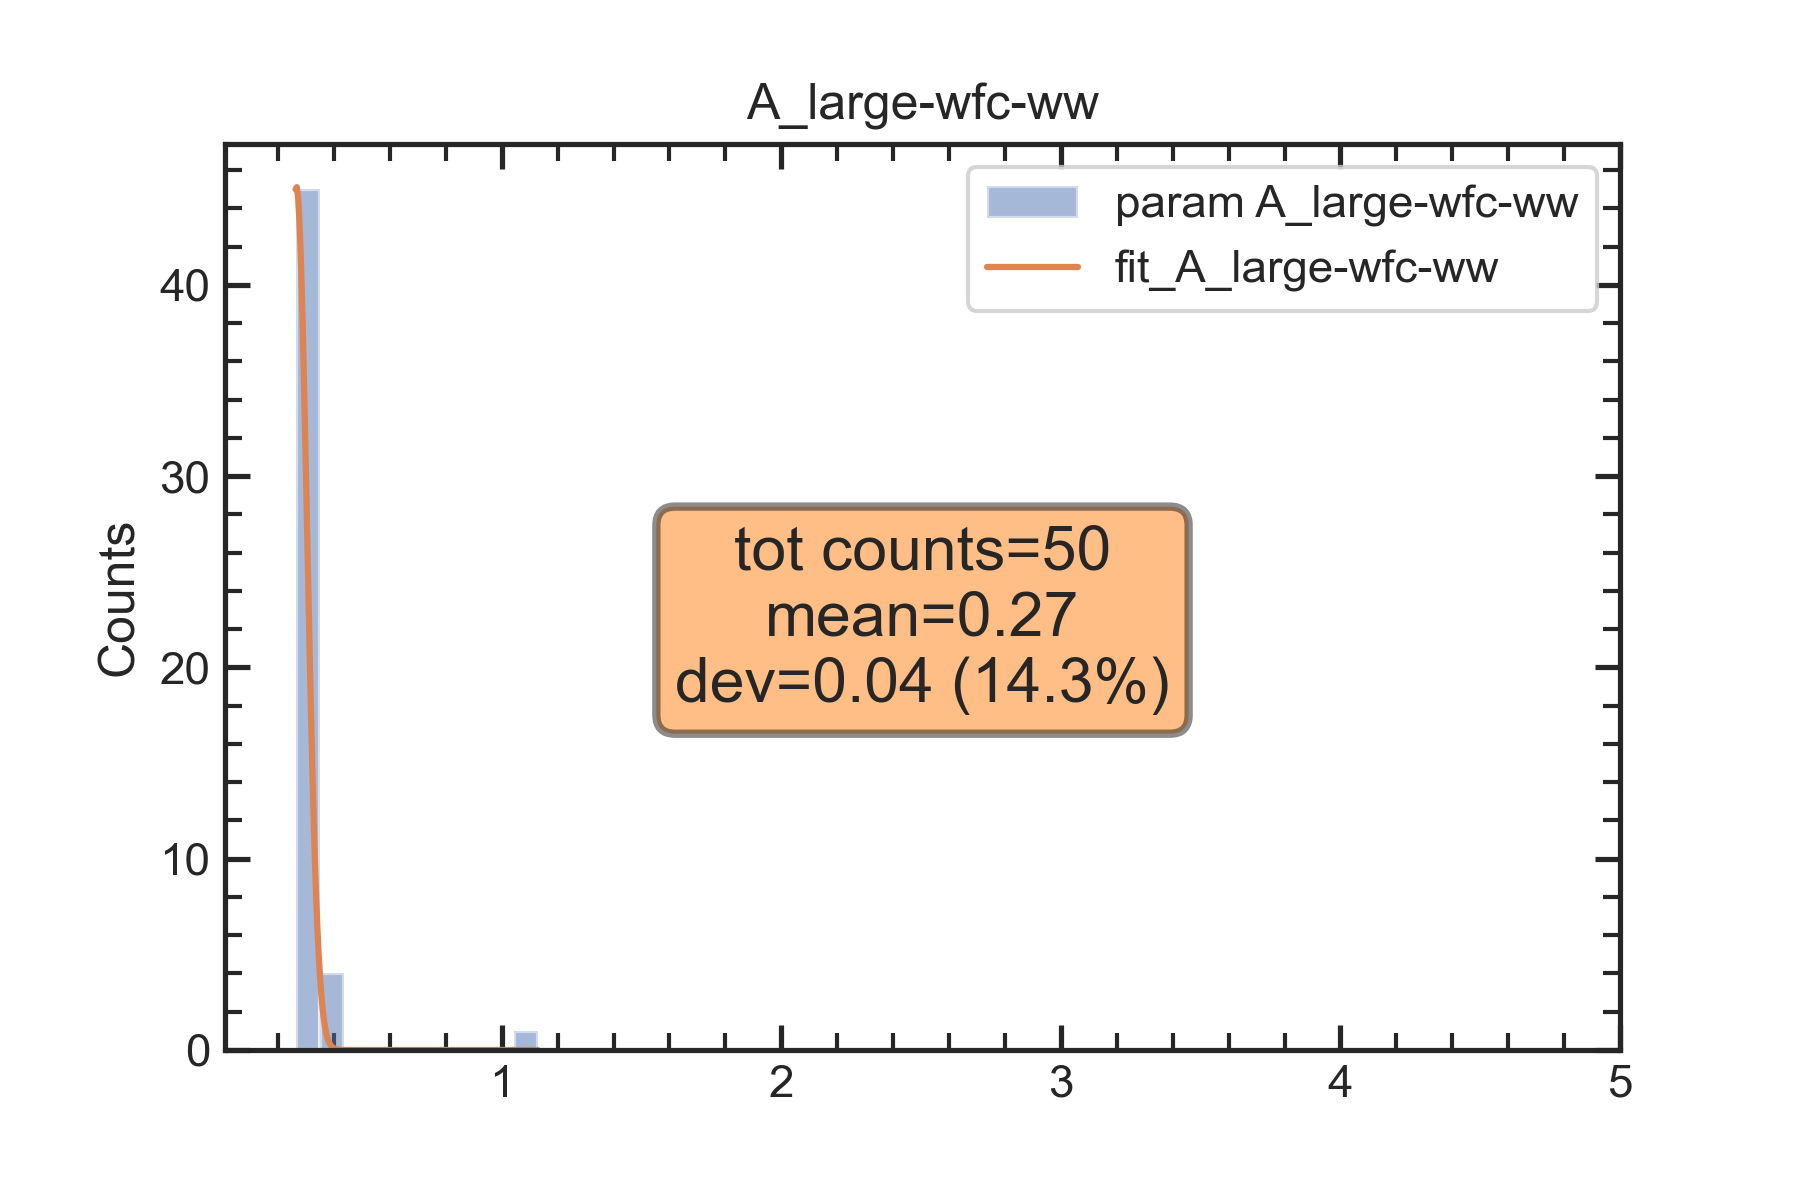 A_large-wfc-ww
param A_large-wfc-ww
fit_A_large-wfc-ww
40
30
20
10
0
Counts
tot counts=50
mean=0.27
dev=0.04 (14.3%)
1
2
3
4
5